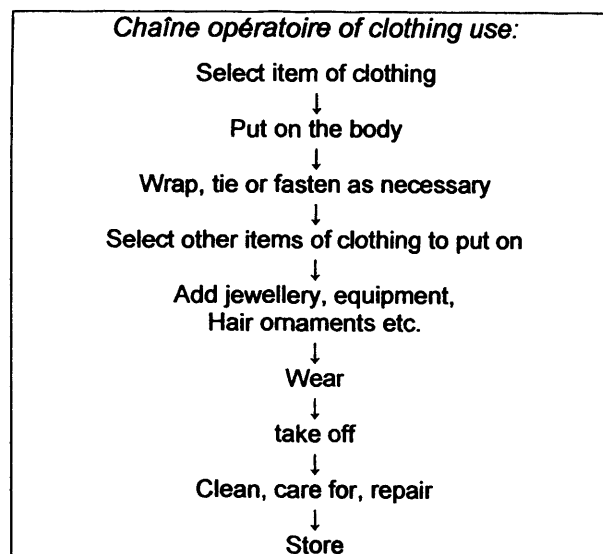 Chaîne opératoire of clothing use:
Select item of clothing
↓
Put on the body
↓
Wrap, tie or fasten as necessary
↓
Select other items of clothing to put on
↓
Add jewellery, equipment,
Hair ornaments etc.
↓
Wear
↓
take off
↓
Clean, care for, repair
↓
Store